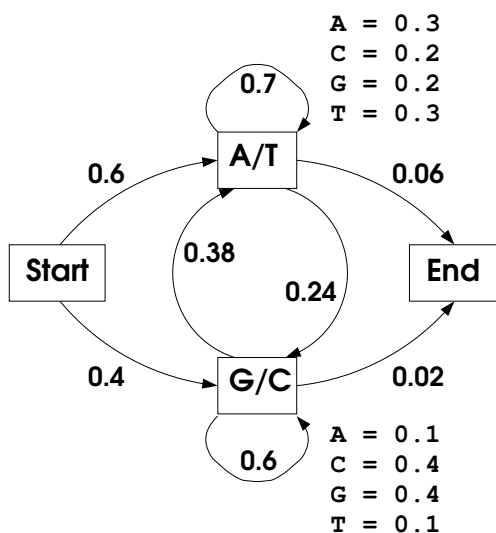 A = 0.3
C = 0.2
G = 0.2
T = 0.3
0.7
A/T
0.6
0.06
0.38
Start
End
0.24
0.4
G/C
0.02
0.6
A = 0.1
C = 0.4
G = 0.4
T = 0.1